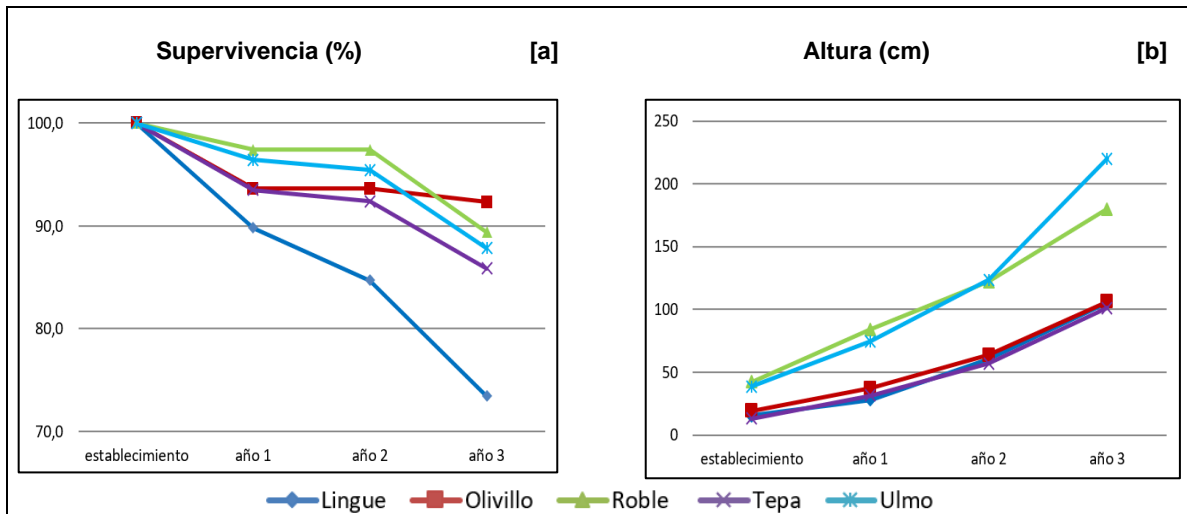 Supervivencia (%) [a]
100,0
90,0
80,0
70,0
establecimiento año 1 año 2 año 3
Altura (cm) [b]
250
200
150
100
50
0
establecimiento año 1 año 2 año 3
Lingue Olivillo Roble Tepa Ulmo